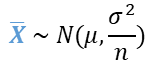 X̅ ~ N(μ, σ²/n)